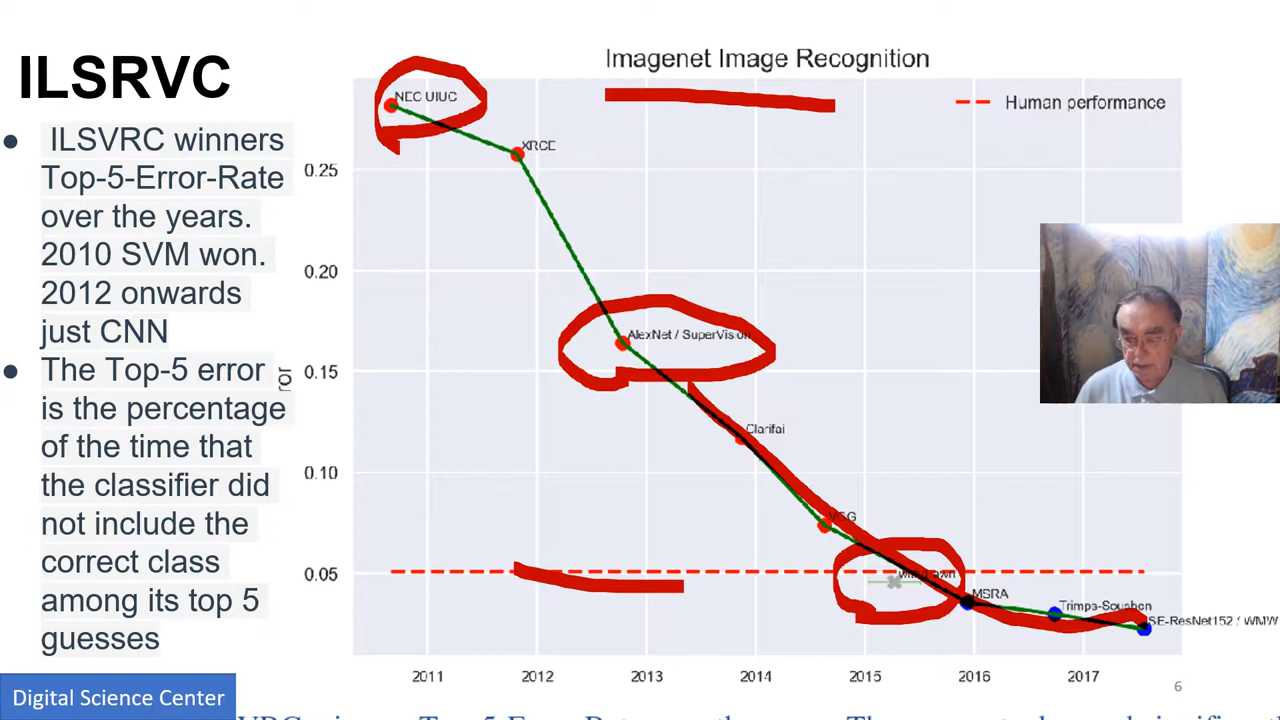 ILSRVC
● ILSVRC winners
Top-5-Error-Rate
over the years.
2010 SVM won.
2012 onwards
just CNN
● The Top-5 error
is the percentage
of the time that
the classifier did
not include the
correct class
among its top 5
guesses
Digital Science Center
Imagenet Image Recognition
Human performance
NEC UIUC
XRCE
0.25
0.20
AlexNet / SuperVision
0.15
Clarifai
0.10
VGG
0.05
MSRA
SE-ResNet152 / WMW
2011 2012 2013 2014 2015 2016 2017
6